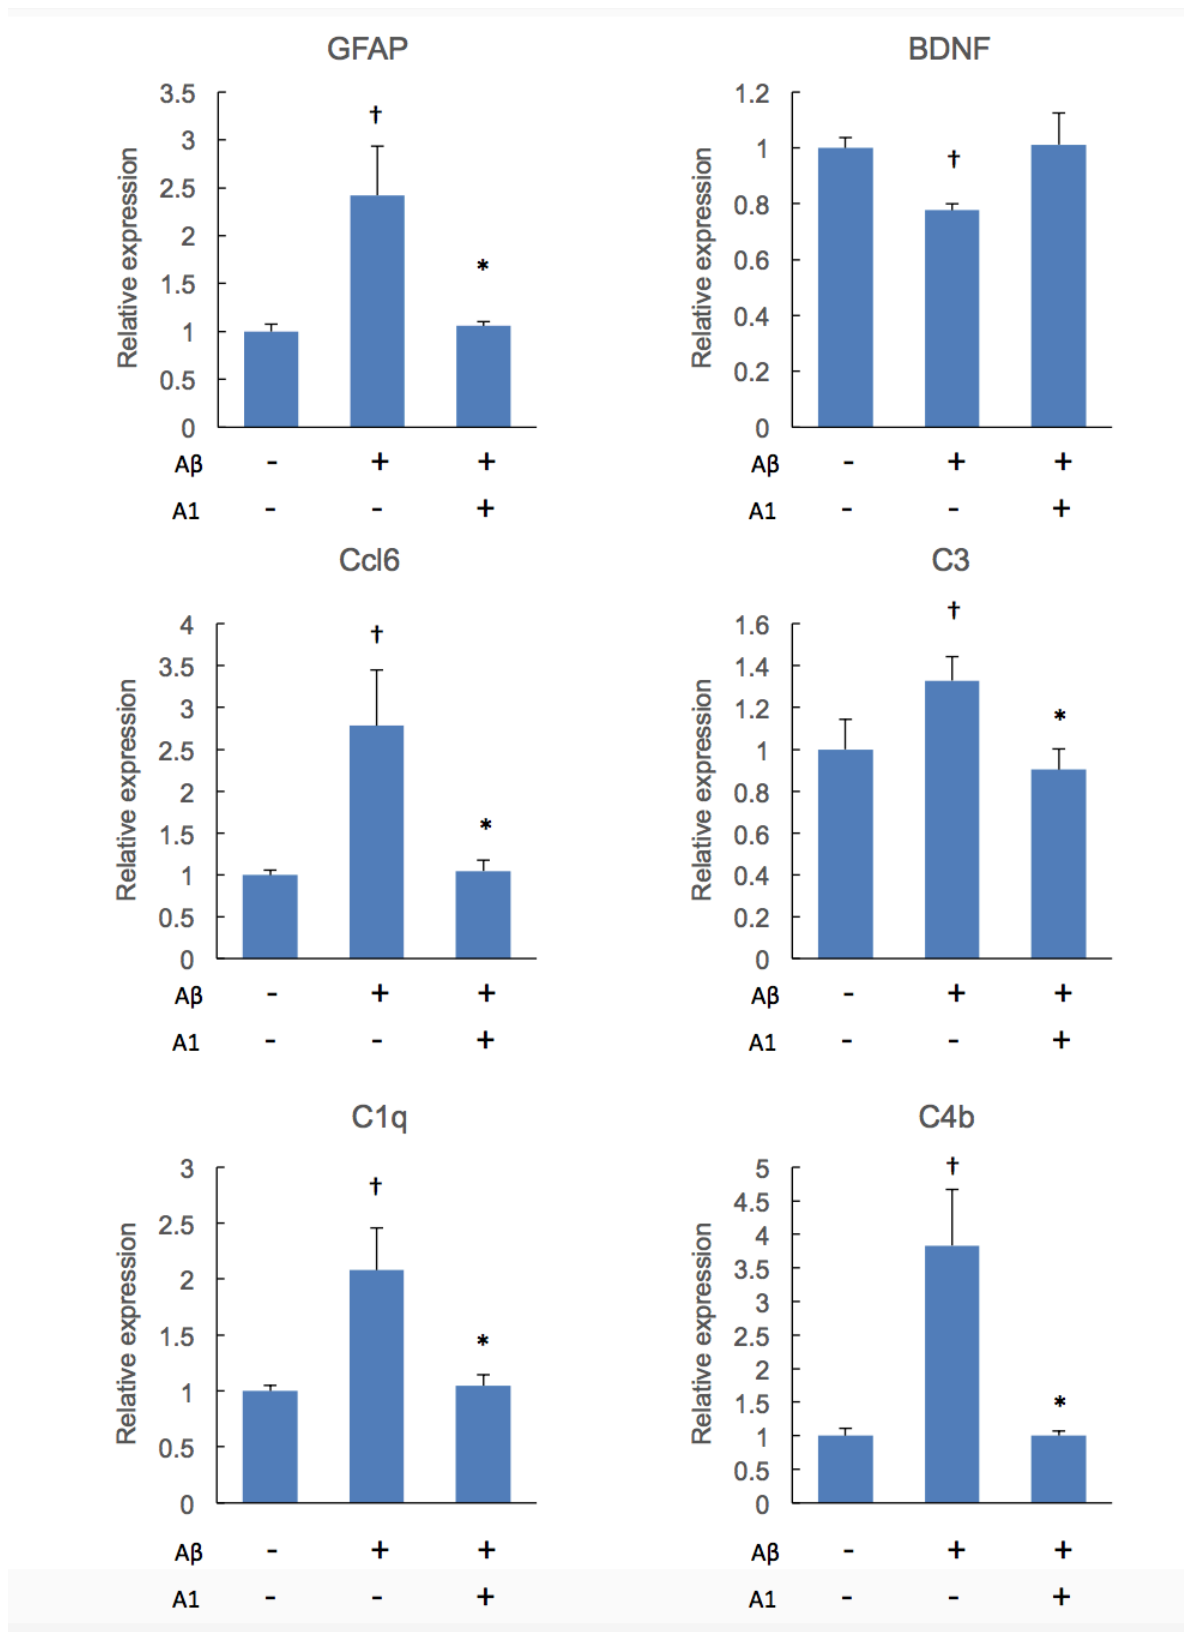 GFAP
Relative expression
3.5
3
2.5
2
1.5
1
0.5
0
†
*
Aβ - + +
A1 - - +
BDNF
Relative expression
1.2
1
0.8
0.6
0.4
0.2
0
†
Aβ - + +
A1 - - +
Ccl6
Relative expression
4
3.5
3
2.5
2
1.5
1
0.5
0
†
*
Aβ - + +
A1 - - +
C3
Relative expression
1.6
1.4
1.2
1
0.8
0.6
0.4
0.2
0
†
*
Aβ - + +
A1 - - +
C1q
Relative expression
3
2.5
2
1.5
1
0.5
0
†
*
Aβ - + +
A1 - - +
C4b
Relative expression
5
4.5
4
3.5
3
2.5
2
1.5
1
0.5
0
†
*
Aβ - + +
A1 - - +